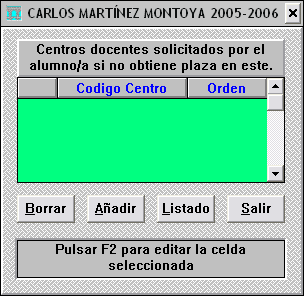 CARLOS MARTÍNEZ MONTOYA 2005-2006
Centros docentes solicitados por el
alumno/a si no obtiene plaza en este.
Codigo Centro Orden
Borrar Añadir Listado Salir
Pulsar F2 para editar la celda
seleccionada